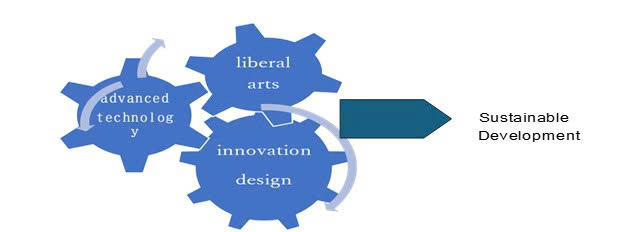 liberal
arts
advanced
technolog
y
innovation
design
Sustainable
Development